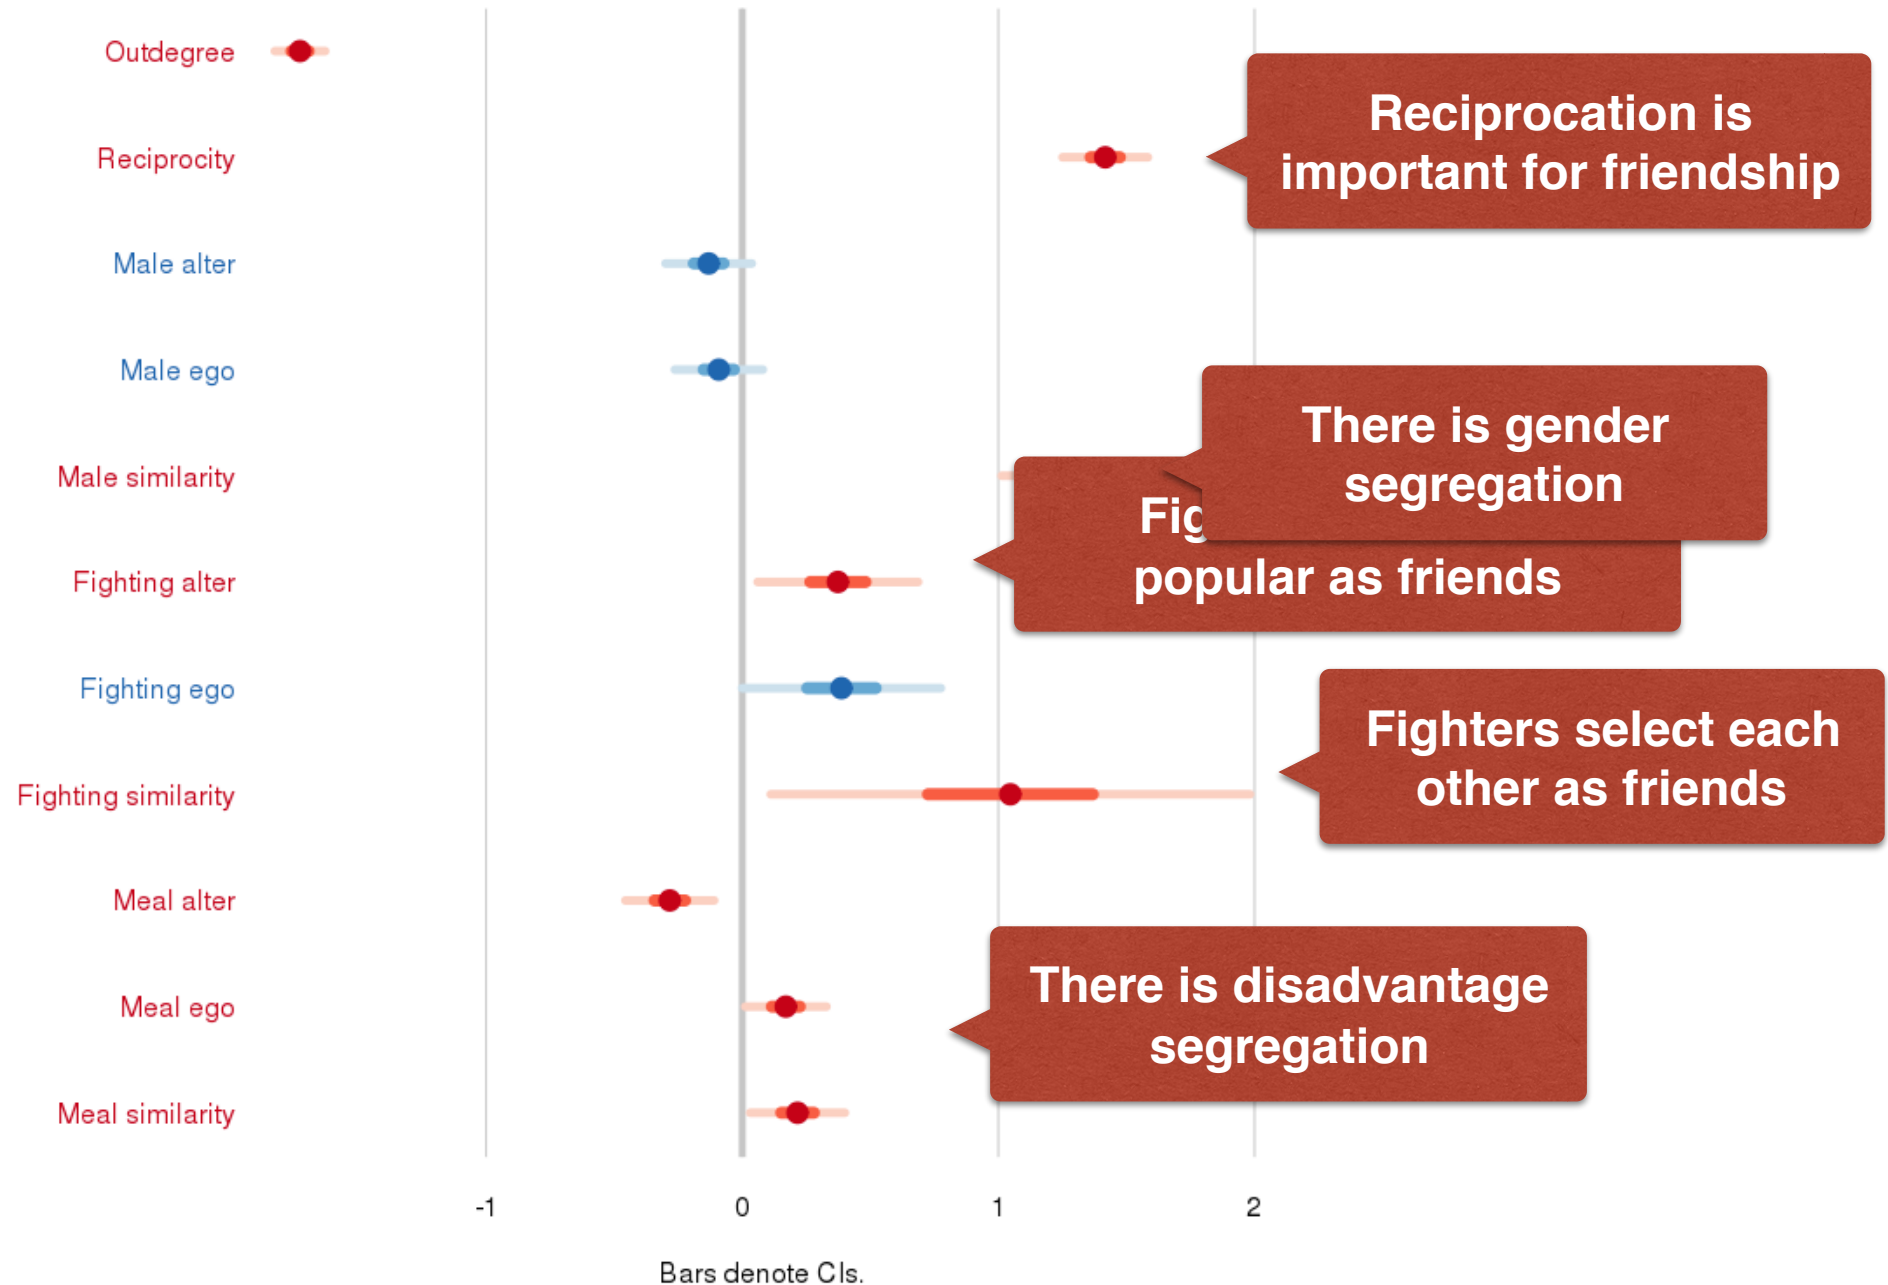 Outdegree
Reciprocity
Male alter
Male ego
Male similarity
Fighting alter
Fighting ego
Fighting similarity
Meal alter
Meal ego
Meal similarity
Reciprocation is
important for friendship
There is gender
segregation
popular as friends
Fighters select each
other as friends
There is disadvantage
segregation
-1 0 1 2
Bars denote CIs.